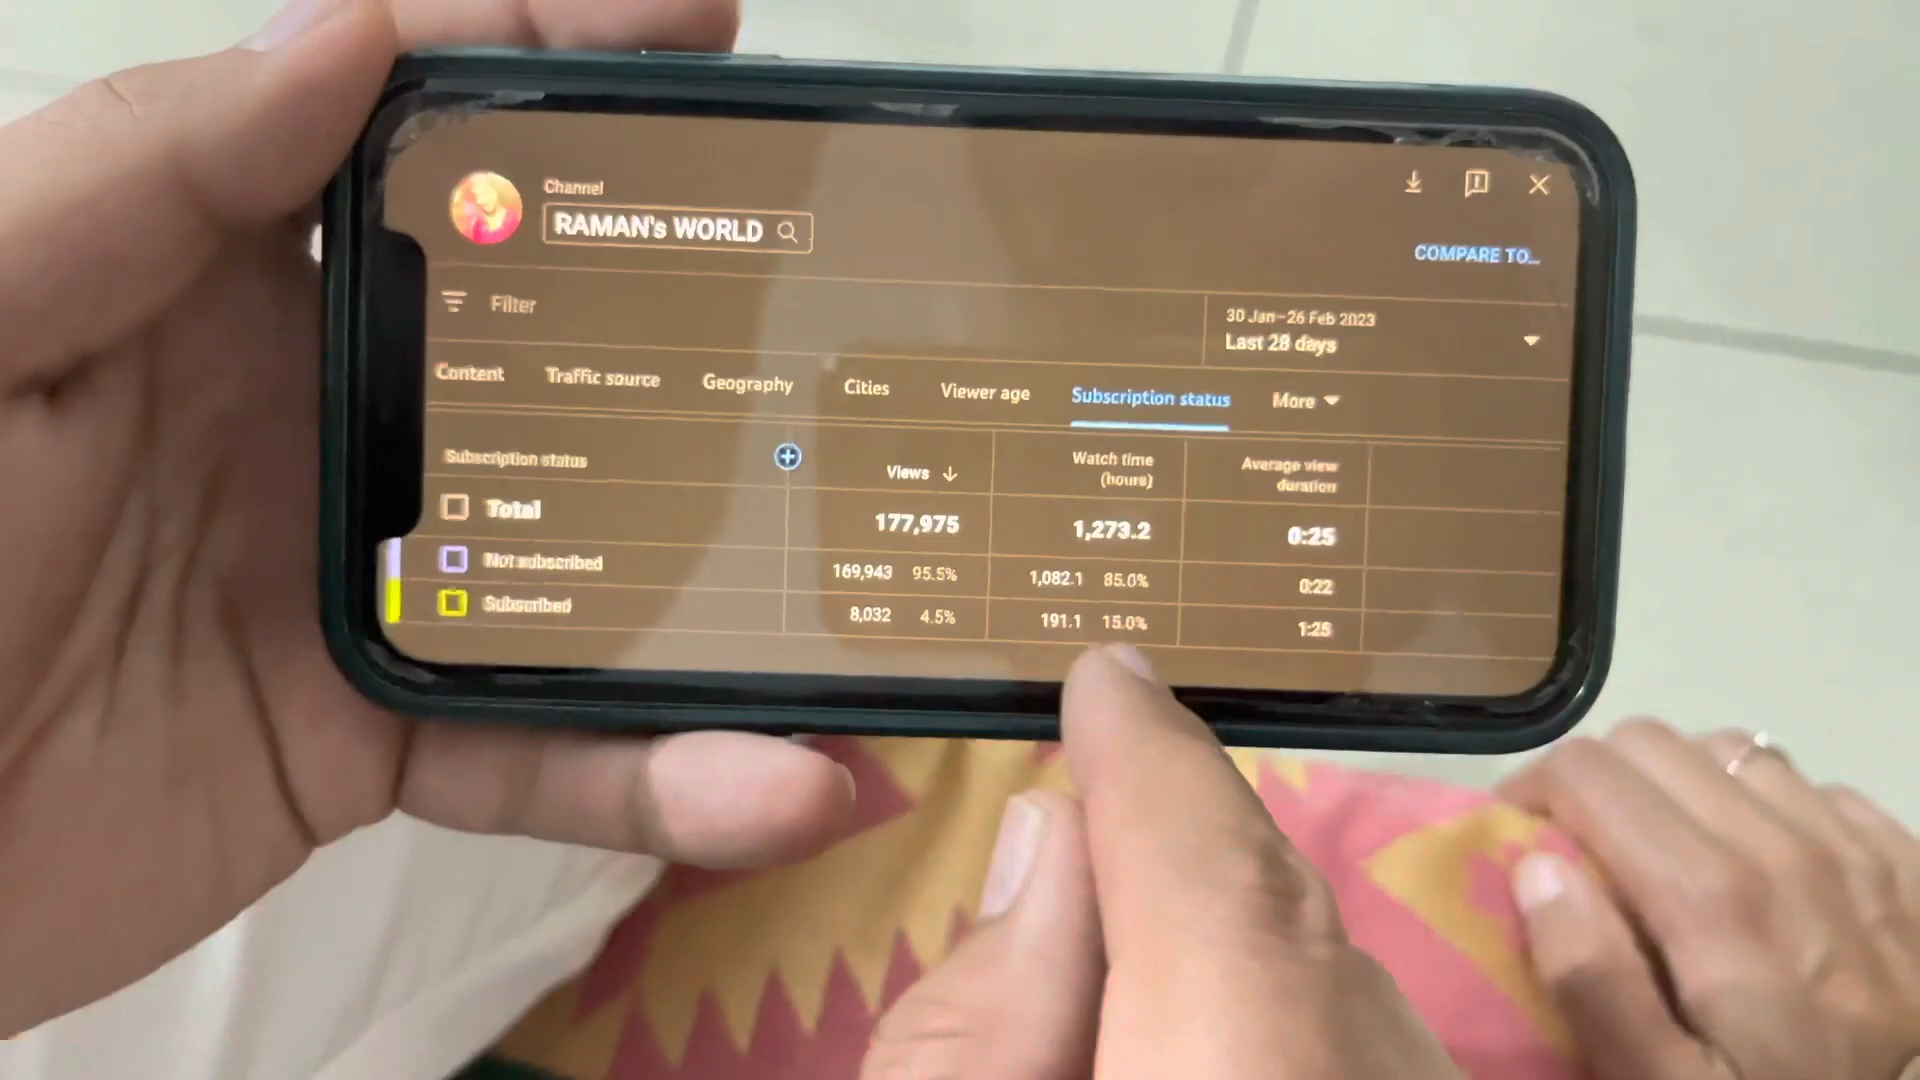 Channel
RAMAN's WORLD
COMPARE TO...
Filter
30 Jan–26 Feb 2023
Last 28 days
Content Traffic source Geography Cities Viewer age Subscription status More
Subscription status Views Watch time (hours) Average view duration
Total 177,975 1,273.2 0:25
Not subscribed 169,943 95.5% 1,082.1 85.0% 0:22
Subscribed 8,032 4.5% 191.1 15.0% 1:25